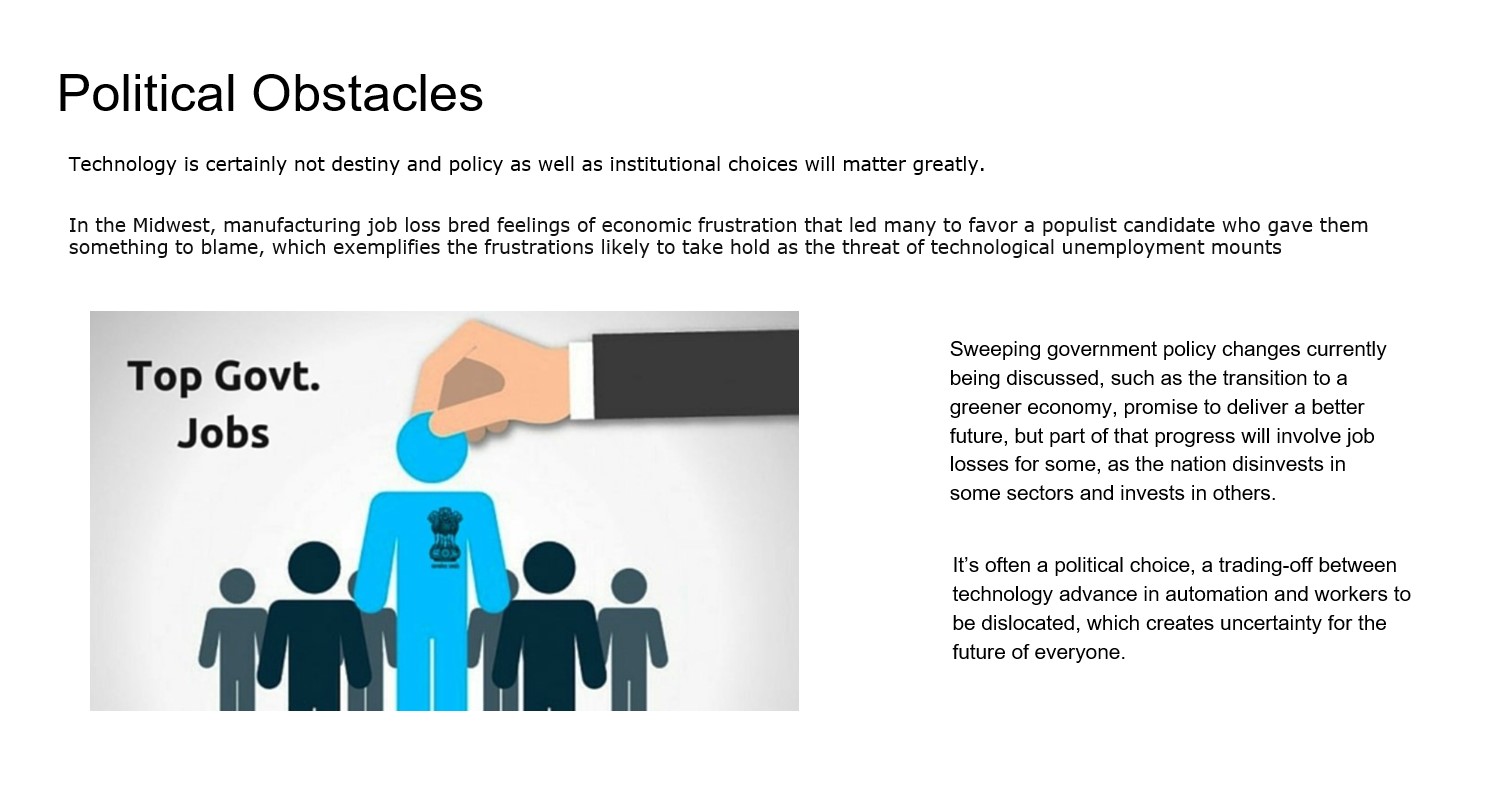 Political Obstacles
Technology is certainly not destiny and policy as well as institutional choices will matter greatly.
In the Midwest, manufacturing job loss bred feelings of economic frustration that led many to favor a populist candidate who gave them
something to blame, which exemplifies the frustrations likely to take hold as the threat of technological unemployment mounts
Top Govt.
Jobs
Sweeping government policy changes currently
being discussed, such as the transition to a
greener economy, promise to deliver a better
future, but part of that progress will involve job
losses for some, as the nation disinvests in
some sectors and invests in others.
It’s often a political choice, a trading-off between
technology advance in automation and workers to
be dislocated, which creates uncertainty for the
future of everyone.